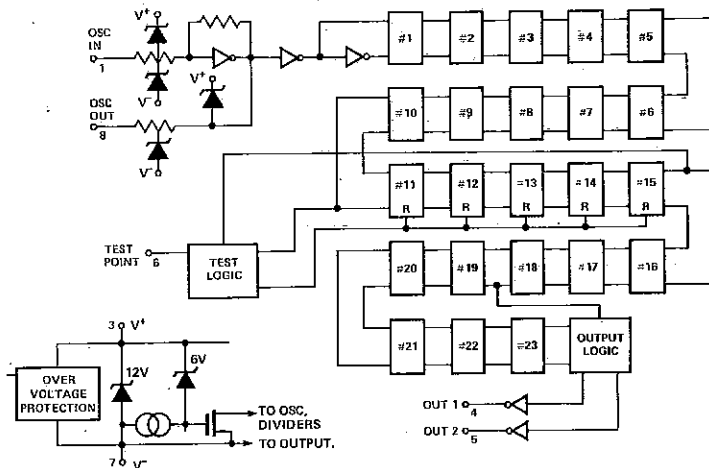 V+
OSC
IN
1
V−
V+
OSC
OUT
8
V−
#1
#2
#3
#4
#5
#10
#9
#8
#7
#6
#11
R
#12
R
#13
R
#14
R
#15
R
TEST
POINT
6
TEST
LOGIC
#20
#19
#18
#17
#16
#21
#22
#23
OUTPUT
LOGIC
3 V+
12V
6V
OVER
VOLTAGE
PROTECTION
TO OSC,
DIVIDERS
TO OUTPUT.
7 V−
OUT 1
4
OUT 2
5